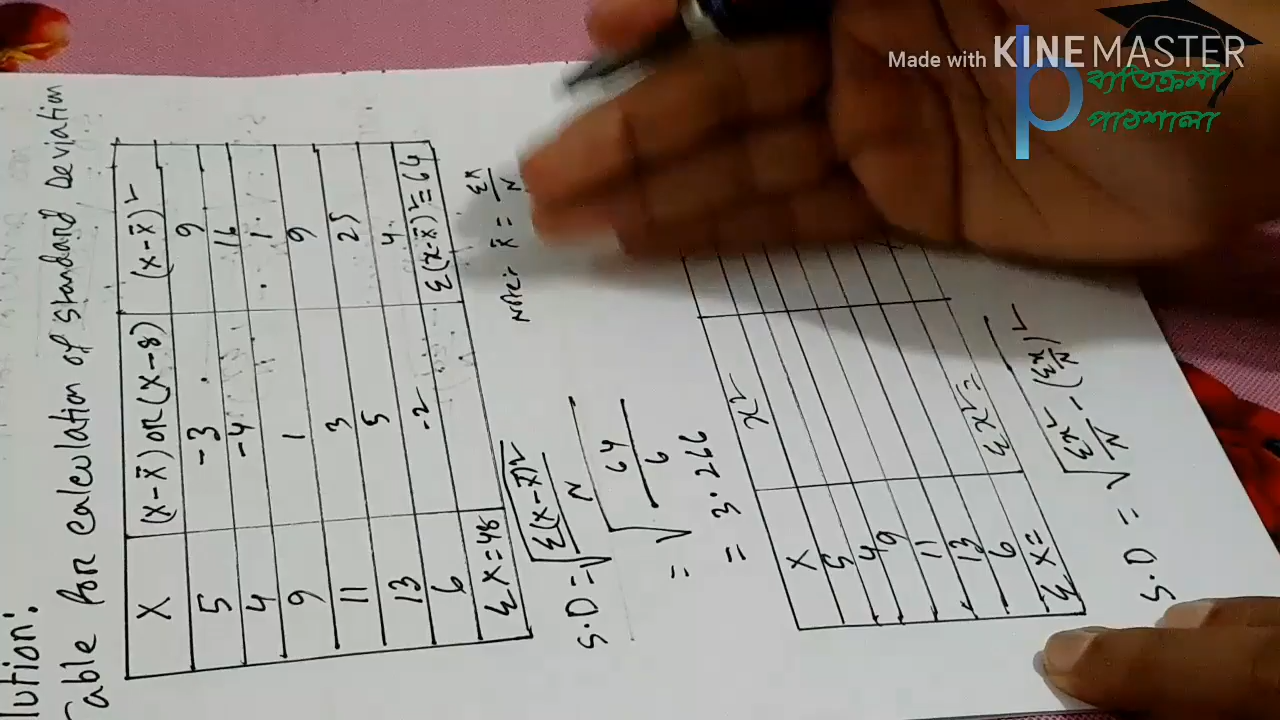 lution:
Table for calculation of standard Deviation
X (x-x̄) OR (x-8) (x-x̄)²
5 -3 9
4 -4 16
9 1 1
11 3 9
13 5 25
6 -2 4
ΣX=48 Σ(x-x̄)²=64
S.D = √Σ(x-x̄)²/N
Note: x̄ = Σx/N
= √64/6
= 3.266
X x²
5
4
9
11
13
6
ΣX= Σx²=
S.D = √Σx²/N - (Σx/N)²
Made with KINEMASTER
p ব্যতিক্রমী
পাঠশালা